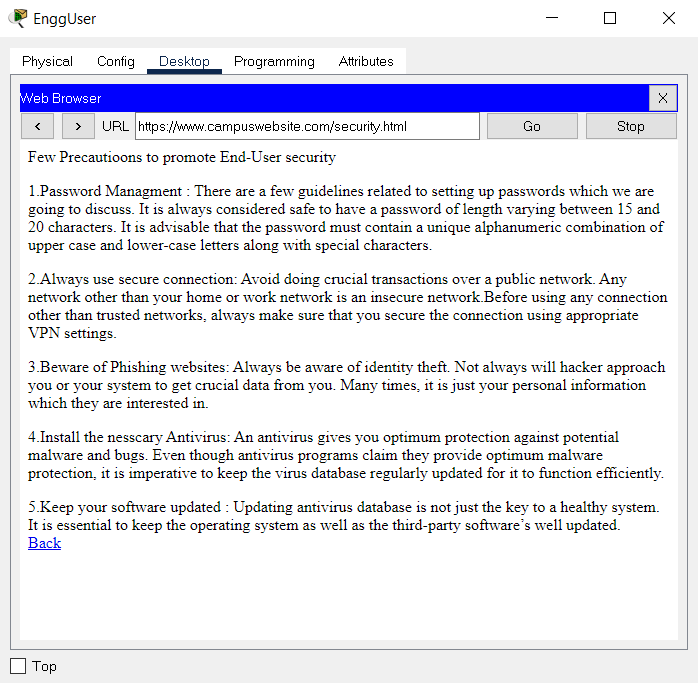 EnggUser
Physical Config Desktop Programming Attributes
Web Browser X
< > URL https://www.campuswebsite.com/security.html Go Stop
Few Precautioons to promote End-User security
1.Password Managment : There are a few guidelines related to setting up passwords which we are
going to discuss. It is always considered safe to have a password of length varying between 15 and
20 characters. It is advisable that the password must contain a unique alphanumeric combination of
upper case and lower-case letters along with special characters.
2.Always use secure connection: Avoid doing crucial transactions over a public network. Any
network other than your home or work network is an insecure network.Before using any connection
other than trusted networks, always make sure that you secure the connection using appropriate
VPN settings.
3.Beware of Phishing websites: Always be aware of identity theft. Not always will hacker approach
you or your system to get crucial data from you. Many times, it is just your personal information
which they are interested in.
4.Install the nesscary Antivirus: An antivirus gives you optimum protection against potential
malware and bugs. Even though antivirus programs claim they provide optimum malware
protection, it is imperative to keep the virus database regularly updated for it to function efficiently.
5.Keep your software updated : Updating antivirus database is not just the key to a healthy system.
It is essential to keep the operating system as well as the third-party software’s well updated.
Back
Top